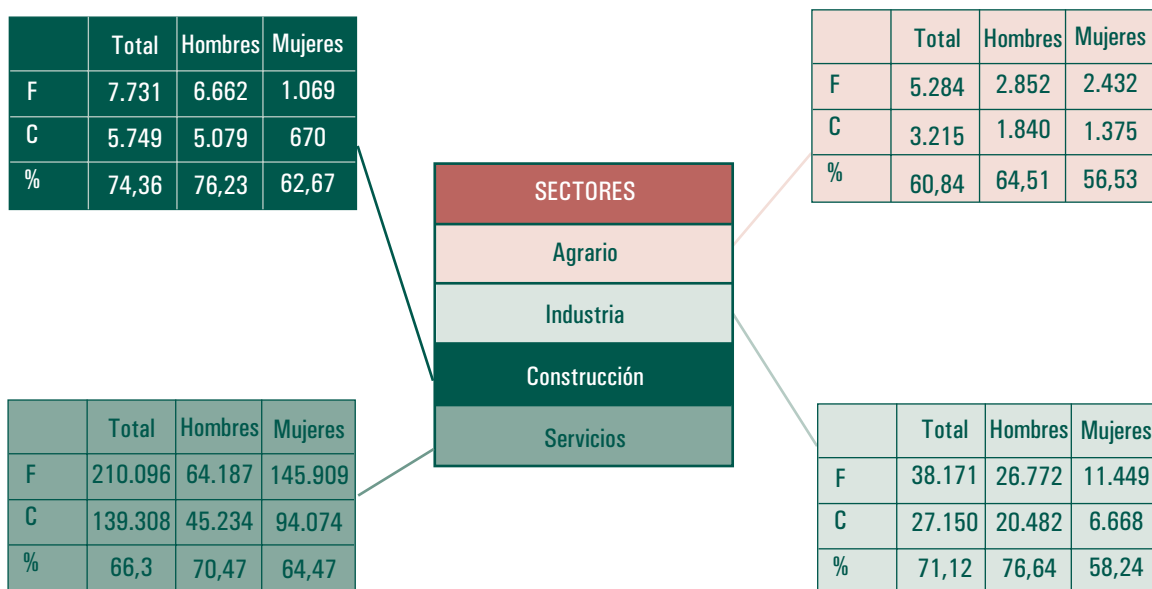 Total Hombres Mujeres
F 7.731 6.662 1.069
C 5.749 5.079 670
% 74,36 76,23 62,67
Total Hombres Mujeres
F 5.284 2.852 2.432
C 3.215 1.840 1.375
% 60,84 64,51 56,53
SECTORES
Agrario
Industria
Construcción
Servicios
Total Hombres Mujeres
F 210.096 64.187 145.909
C 139.308 45.234 94.074
% 66,3 70,47 64,47
Total Hombres Mujeres
F 38.171 26.772 11.449
C 27.150 20.482 6.668
% 71,12 76,64 58,24